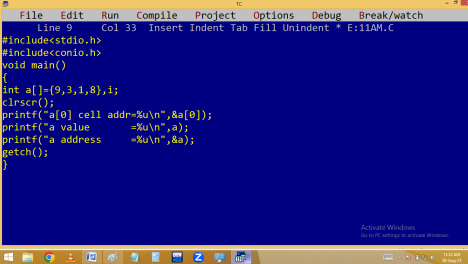 TC
File Edit Run Compile Project Options Debug Break/watch
Line 9 Col 33 Insert Indent Tab Fill Unindent * E:11AM.C
#include<stdio.h>
#include<conio.h>
void main()
{
int a[]={9,3,1,8},i;
clrscr();
printf("a[0] cell addr=%u\n",&a[0]);
printf("a value       =%u\n",a);
printf("a address     =%u\n",&a);
getch();
}
Activate Windows
Go to PC settings to activate Windows.